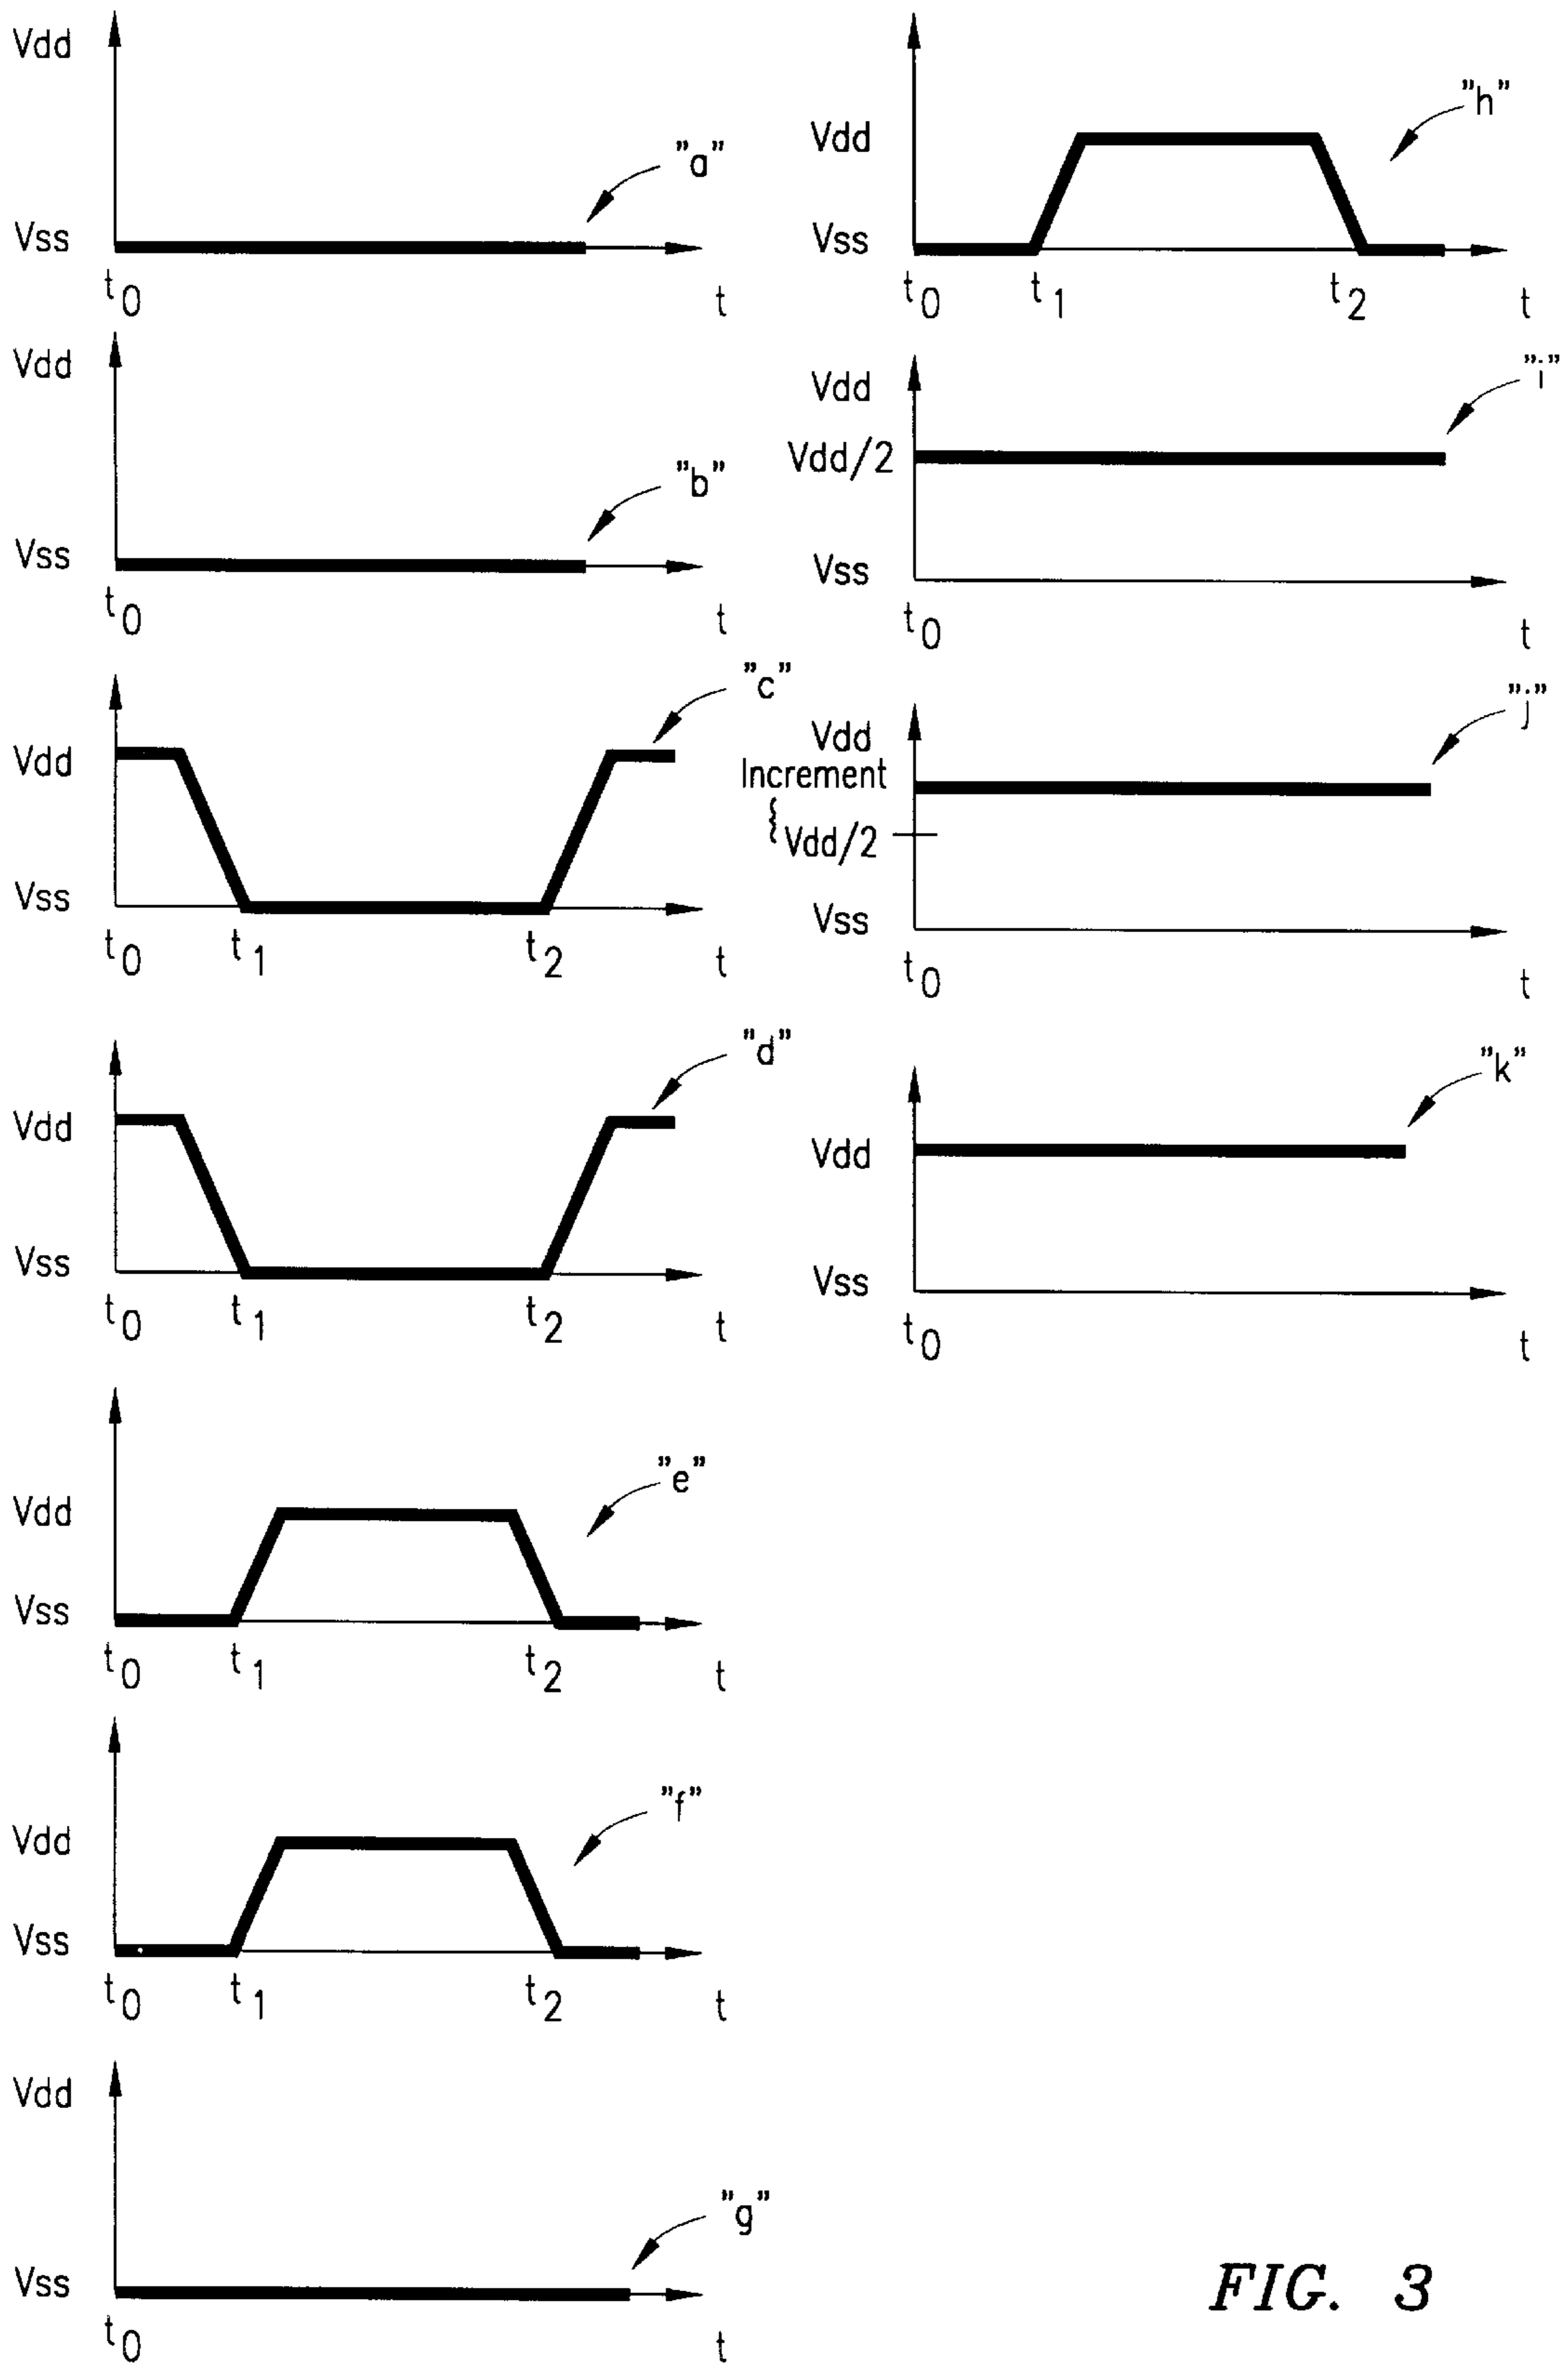 Vdd
"a"
Vss
t0 t
Vdd
"b"
Vss
t0 t
"c"
Vdd
Vss
t0 t1 t2 t
"d"
Vdd
Vss
t0 t1 t2 t
"e"
Vdd
Vss
t0 t1 t2 t
"f"
Vdd
Vss
t0 t1 t2 t
Vdd
"g"
Vss
t0 t
"h"
Vdd
Vss
t0 t1 t2 t
"i"
Vdd
Vdd/2
Vss
t0 t
"j"
Vdd
Increment
{Vdd/2
Vss
t0 t
"k"
Vdd
Vss
t0 t
FIG. 3